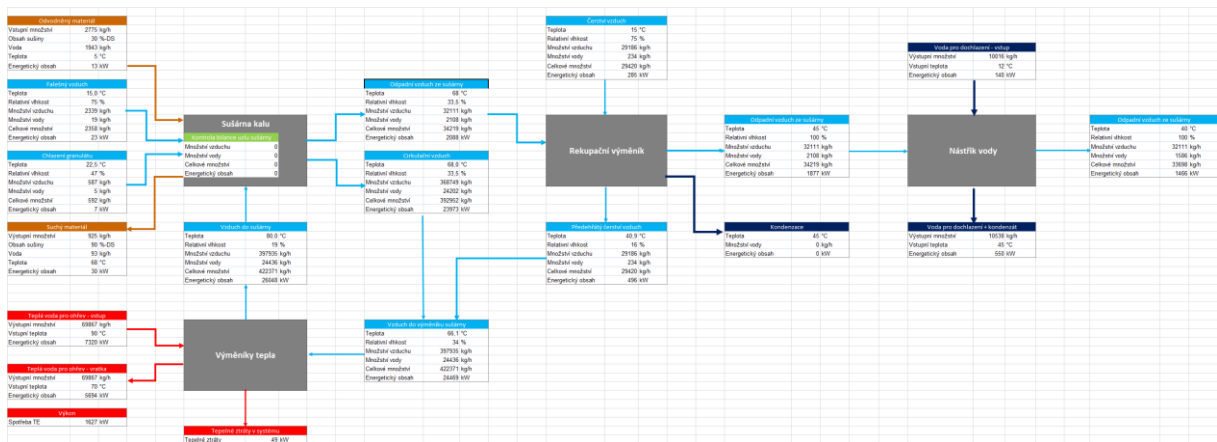 Odvodněný materiál
Vstupní množství 2775 kg/h
Obsah sušiny 30 %-DS
Voda 1943 kg/h
Teplota 5 °C
Energetický obsah 13 kW
Falešný vzduch
Teplota 15,0 °C
Relativní vlhkost 75 %
Množství vzduchu 2339 kg/h
Množství vody 19 kg/h
Celkové množství 2358 kg/h
Energetický obsah 23 kW
Chlazení granulátu
Teplota 22,5 °C
Relativní vlhkost 47 %
Množství vzduchu 587 kg/h
Množství vody 5 kg/h
Celkové množství 592 kg/h
Energetický obsah 7 kW
Suchý materiál
Výstupní množství 925 kg/h
Obsah sušiny 90 %-DS
Voda 93 kg/h
Teplota 68 °C
Energetický obsah 30 kW
Teplá voda pro ohřev - vstup
Výstupní množství 69867 kg/h
Vstupní teplota 90 °C
Energetický obsah 7320 kW
Teplá voda pro ohřev - vratka
Výstupní množství 69867 kg/h
Vstupní teplota 70 °C
Energetický obsah 5694 kW
Výkon
Spotřeba TE 1627 kW
Sušárna kalu
Kontrola balance uzlu sušárny
Množství vzduchu 0
Množství vody 0
Celkové množství 0
Energetický obsah 0
Vzduch do sušárny
Teplota 80,0 °C
Relativní vlhkost 19 %
Množství vzduchu 397935 kg/h
Množství vody 24436 kg/h
Celkové množství 422371 kg/h
Energetický obsah 26048 kW
Výměníky tepla
Tepelné ztráty v systému
Tepelné ztráty 49 kW
Odpadní vzduch ze sušárny
Teplota 68 °C
Relativní vlhkost 33,5 %
Množství vzduchu 32111 kg/h
Množství vody 2108 kg/h
Celkové množství 34219 kg/h
Energetický obsah 2088 kW
Cirkulační vzduch
Teplota 68,0 °C
Relativní vlhkost 33,5 %
Množství vzduchu 368749 kg/h
Množství vody 24202 kg/h
Celkové množství 392952 kg/h
Energetický obsah 23973 kW
Vzduch do výměníku sušárny
Teplota 66,1 °C
Relativní vlhkost 34 %
Množství vzduchu 397935 kg/h
Množství vody 24436 kg/h
Celkové množství 422371 kg/h
Energetický obsah 24469 kW
Čerství vzduch
Teplota 15 °C
Relativní vlhkost 75 %
Množství vzduchu 29186 kg/h
Množství vody 234 kg/h
Celkové množství 29420 kg/h
Energetický obsah 285 kW
Rekupační výměník
Předehřátý čerství vzduch
Teplota 40,9 °C
Relativní vlhkost 16 %
Množství vzduchu 29186 kg/h
Množství vody 234 kg/h
Celkové množství 29420 kg/h
Energetický obsah 496 kW
Odpadní vzduch ze sušárny
Teplota 45 °C
Relativní vlhkost 100 %
Množství vzduchu 32111 kg/h
Množství vody 2108 kg/h
Celkové množství 34219 kg/h
Energetický obsah 1877 kW
Kondenzace
Teplota 45 °C
Množství vody 0 kg/h
Energetický obsah 0 kW
Voda pro dochlazení - vstup
Výstupní množství 10016 kg/h
Vstupní teplota 12 °C
Energetický obsah 140 kW
Nástřik vody
Voda pro dochlazení + kondenzát
Výstupní množství 10538 kg/h
Vstupní teplota 45 °C
Energetický obsah 550 kW
Odpadní vzduch ze sušárny
Teplota 40 °C
Relativní vlhkost 100 %
Množství vzduchu 32111 kg/h
Množství vody 1586 kg/h
Celkové množství 33698 kg/h
Energetický obsah 1466 kW